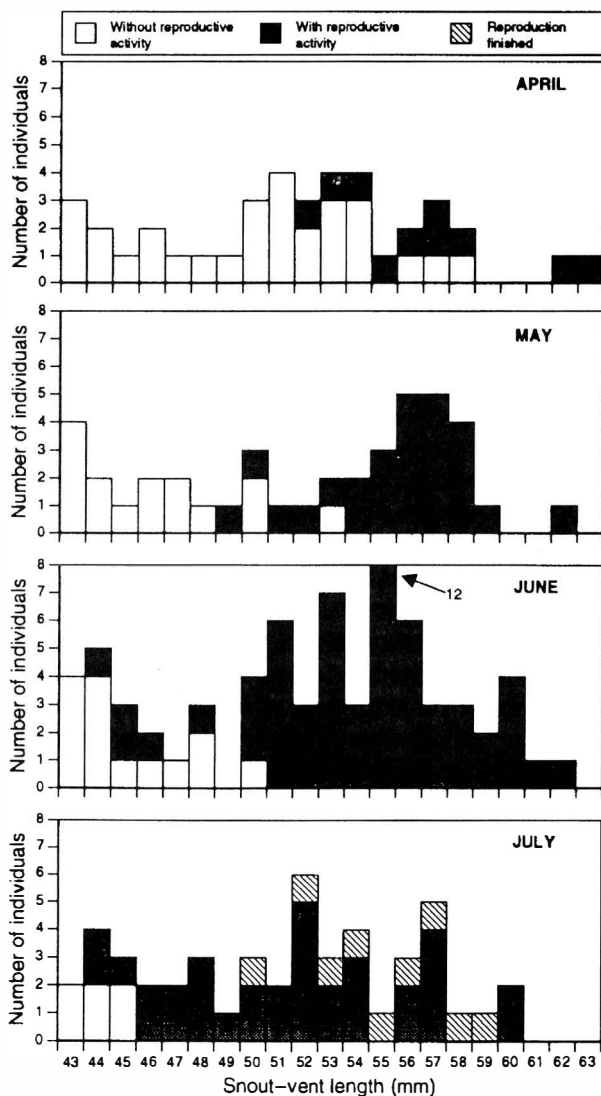 Without reproductive activity
With reproductive activity
Reproduction finished
APRIL
Number of individuals
8
7
6
5
4
3
2
1
0
MAY
Number of individuals
8
7
6
5
4
3
2
1
0
JUNE
12
Number of individuals
8
7
6
5
4
3
2
1
0
JULY
Number of individuals
8
7
6
5
4
3
2
1
0
43 44 45 46 47 48 49 50 51 52 53 54 55 56 57 58 59 60 61 62 63
Snout–vent length (mm)